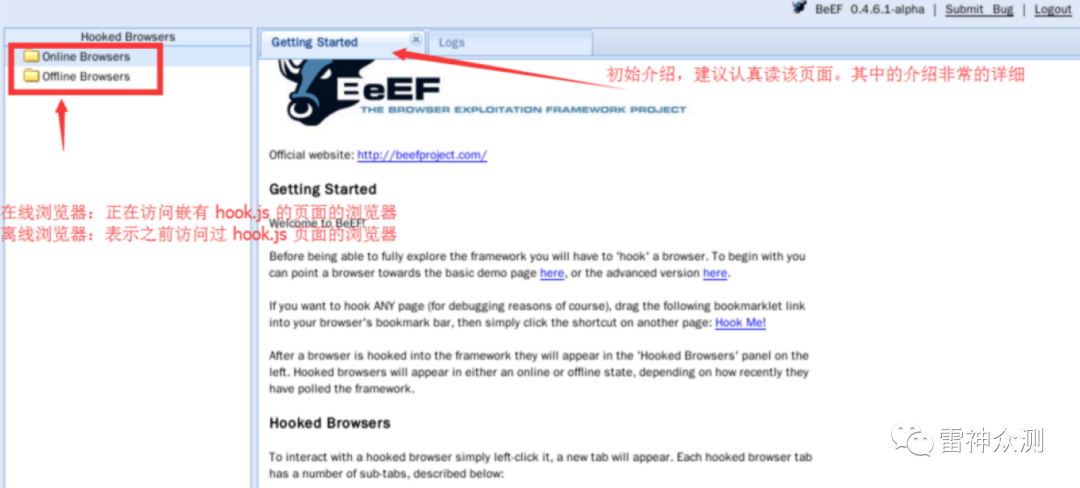 BeEF 0.4.6.1-alpha | Submit Bug | Logout
Hooked Browsers
Online Browsers
Offline Browsers
Getting Started
Logs
初始介绍，建议认真读该页面。其中的介绍非常的详细
BeEF
THE BROWSER EXPLOITATION FRAMEWORK PROJECT
Official website: http://beefproject.com/
Getting Started
在线浏览器：正在访问嵌有 hook.js 的页面的浏览器
Welcome to BeEF!
离线浏览器：表示之前访问过 hook.js 页面的浏览器
Before being able to fully explore the framework you will have to 'hook' a browser. To begin with you
can point a browser towards the basic demo page here, or the advanced version here.
If you want to hook ANY page (for debugging reasons of course), drag the following bookmarklet link
into your browser's bookmark bar, then simply click the shortcut on another page: Hook Me!
After a browser is hooked into the framework they will appear in the 'Hooked Browsers' panel on the
left. Hooked browsers will appear in either an online or offline state, depending on how recently they
have polled the framework.
Hooked Browsers
To interact with a hooked browser simply left-click it, a new tab will appear. Each hooked browser tab
has a number of sub-tabs, described below:
雷神众测